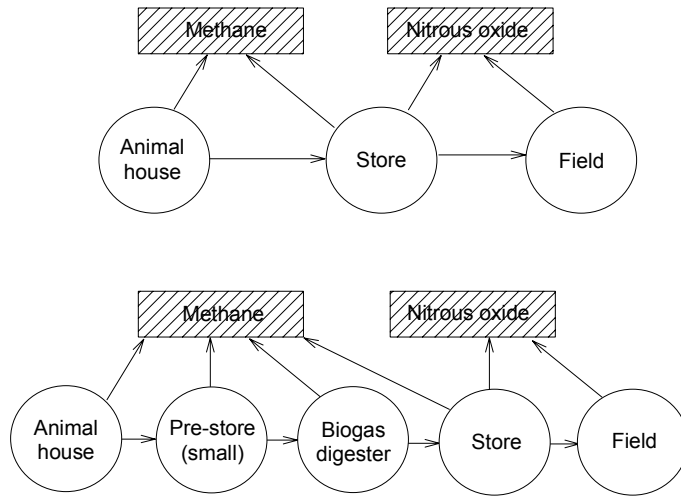 Methane
Nitrous oxide
Animal
house
Store
Field
Methane
Nitrous oxide
Animal
house
Pre-store
(small)
Biogas
digester
Store
Field